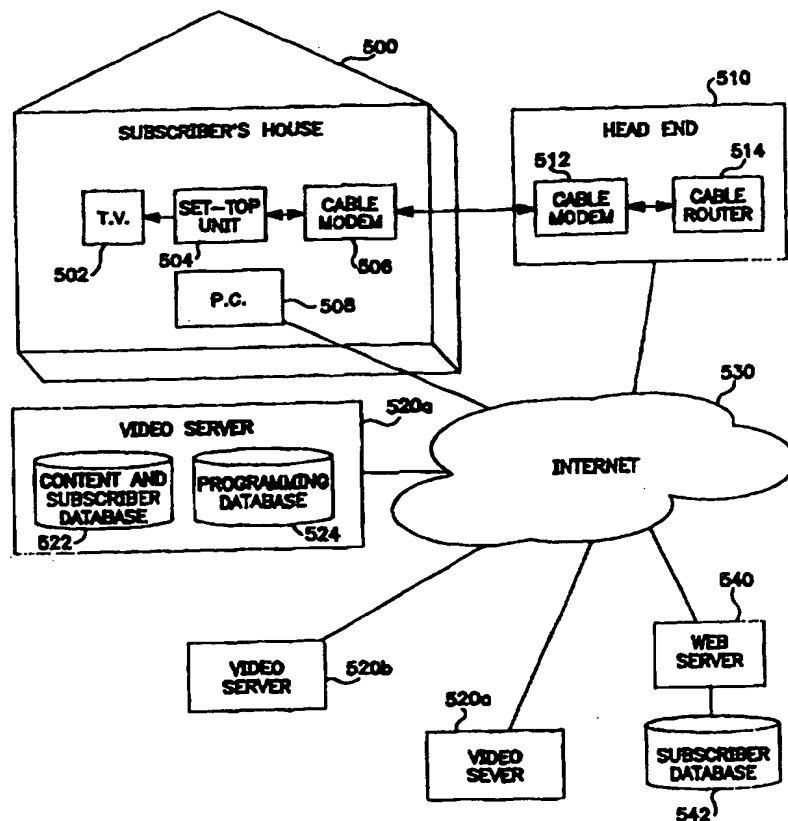 500
510
SUBSCRIBER'S HOUSE
HEAD END
512
514
T.V.
SET-TOP
UNIT
CABLE
MODEM
CABLE
MODEM
CABLE
ROUTER
502
504
506
P.C.
508
530
520a
VIDEO SERVER
INTERNET
CONTENT AND
SUBSCRIBER
DATABASE
PROGRAMMING
DATABASE
522
524
540
WEB
SERVER
VIDEO
SERVER
520b
520a
VIDEO
SEVER
SUBSCRIBER
DATABASE
542